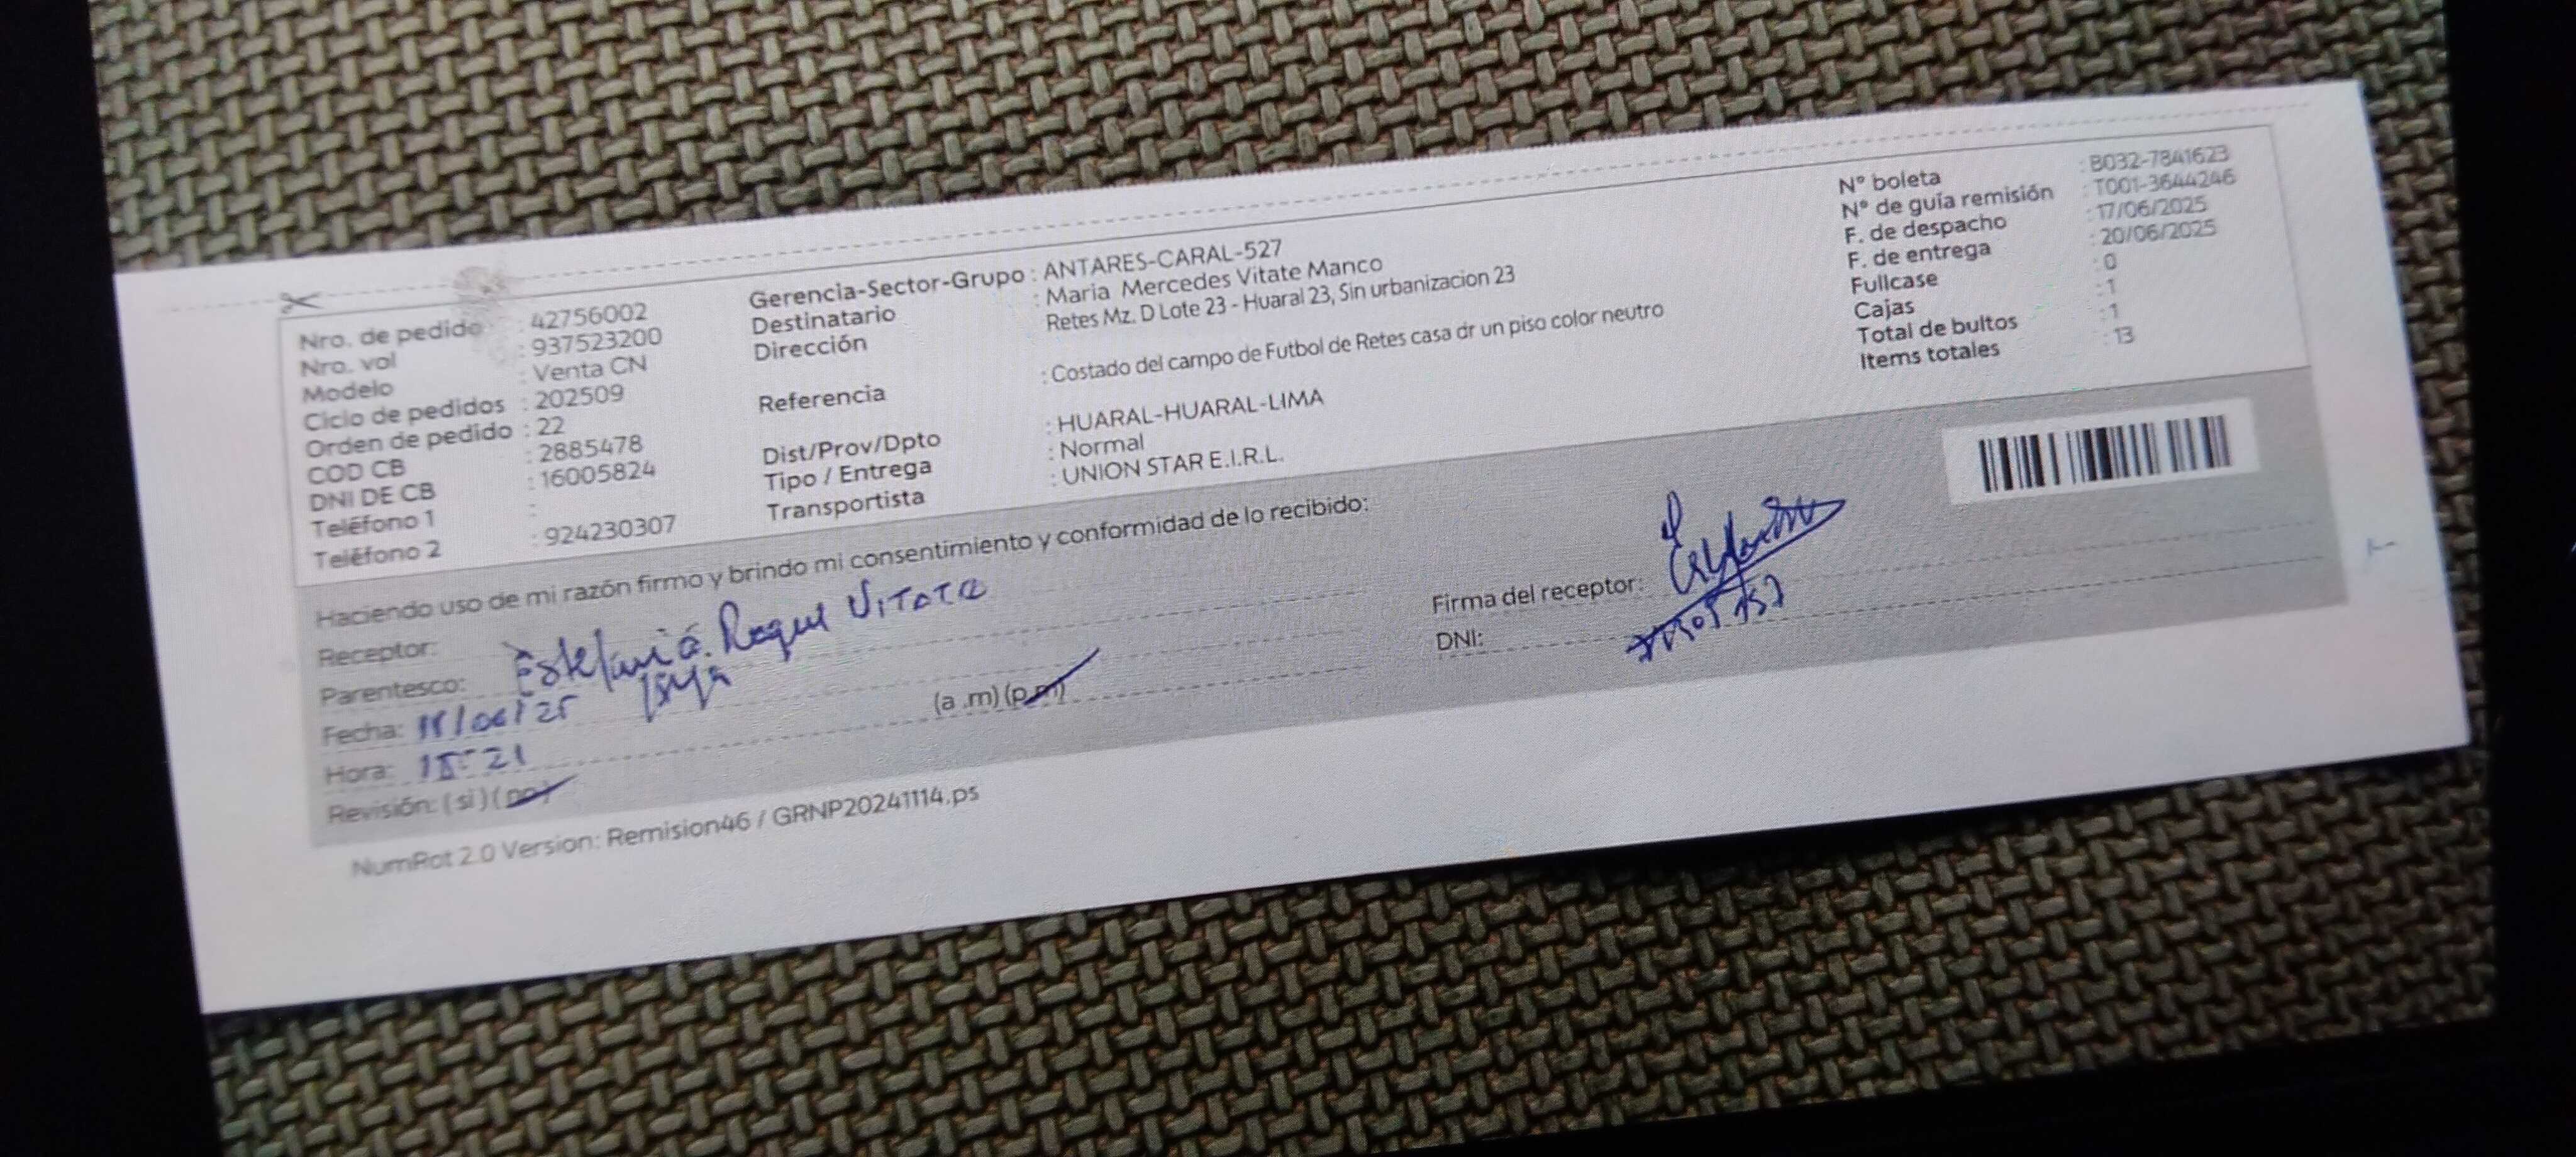 Nro. de pedido : 42756002
Nro. vol : 937523200
Modelo : Venta CN
Ciclo de pedidos : 202509
Orden de pedido : 22
COD CB : 2885478
DNI DE CB : 16005824
Teléfono 1 :
Teléfono 2 : 924230307
Gerencia-Sector-Grupo : ANTARES-CARAL-527
Destinatario : Maria Mercedes Vitate Manco
Dirección Retes Mz. D Lote 23 - Huaral 23, Sin urbanizacion 23
Referencia : Costado del campo de Futbol de Retes casa dr un piso color neutro
Dist/Prov/Dpto : HUARAL-HUARAL-LIMA
Tipo / Entrega : Normal
Transportista : UNION STAR E.I.R.L.
N° boleta : B032-7841623
N° de guía remisión : T001-3644246
F. de despacho : 17/06/2025
F. de entrega : 20/06/2025
Fullcase : 0
Cajas : 1
Total de bultos : 1
Items totales : 13
Haciendo uso de mi razón firmo y brindo mi consentimiento y conformidad de lo recibido:
Receptor: Estefani Roque Vitate
Parentesco:
Fecha:
Hora: (a .m) (p.m)
Revisión: (si) (no)
Firma del receptor:
DNI:
NumRot 2.0 Version: Remision46 / GRNP20241114.ps